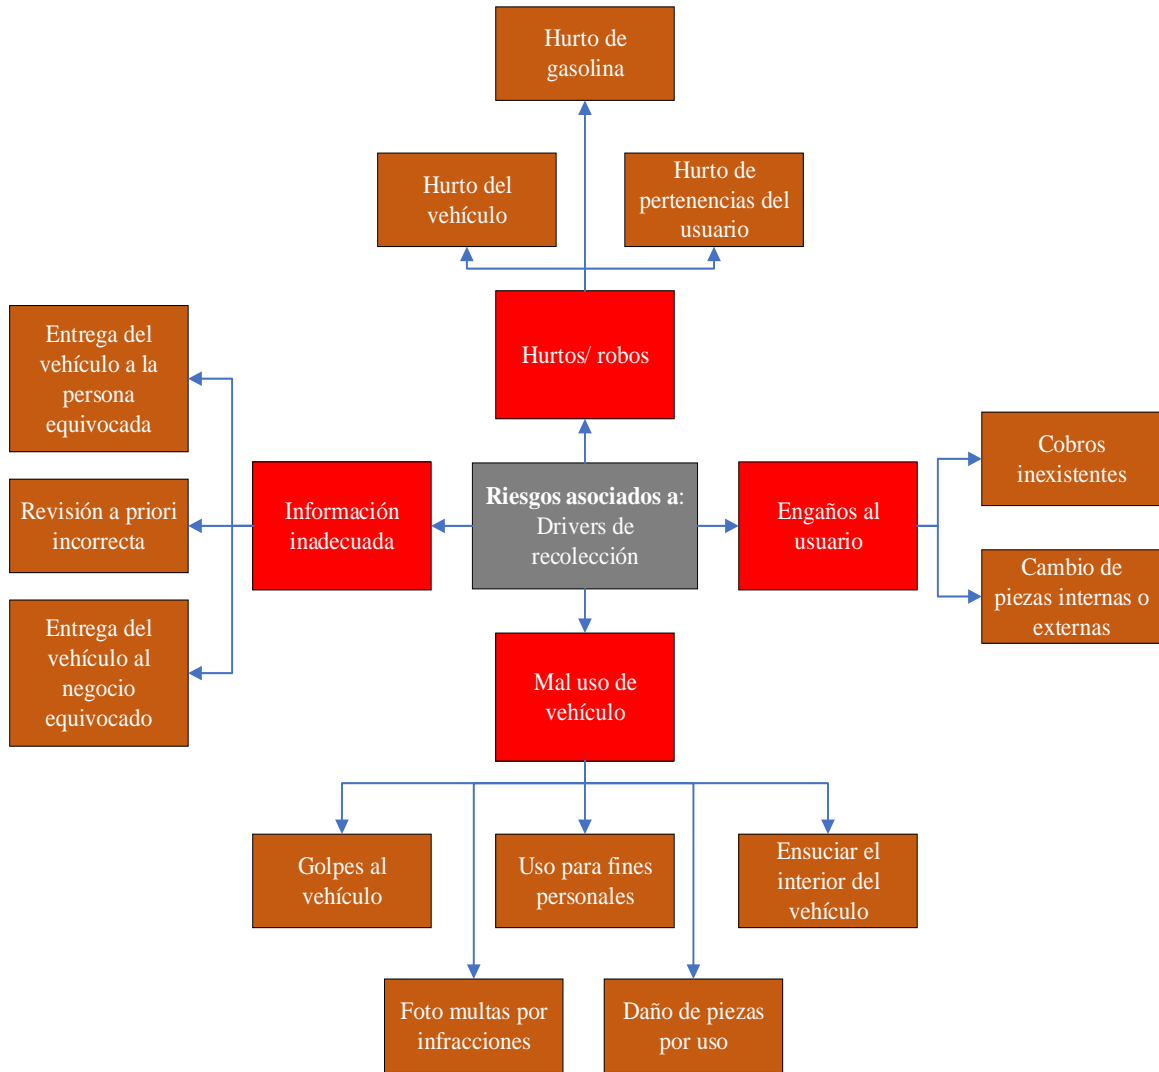 Hurto de
gasolina
Hurto del
vehículo
Hurto de
pertenencias del
usuario
Hurtos/ robos
Entrega del
vehículo a la
persona
equivocada
Revisión a priori
incorrecta
Entrega del
vehículo al
negocio
equivocado
Información
inadecuada
Riesgos asociados a:
Drivers de
recolección
Engaños al
usuario
Cobros
inexistentes
Cambio de
piezas internas o
externas
Mal uso de
vehículo
Golpes al
vehículo
Uso para fines
personales
Ensuciar el
interior del
vehículo
Foto multas por
infracciones
Daño de piezas
por uso